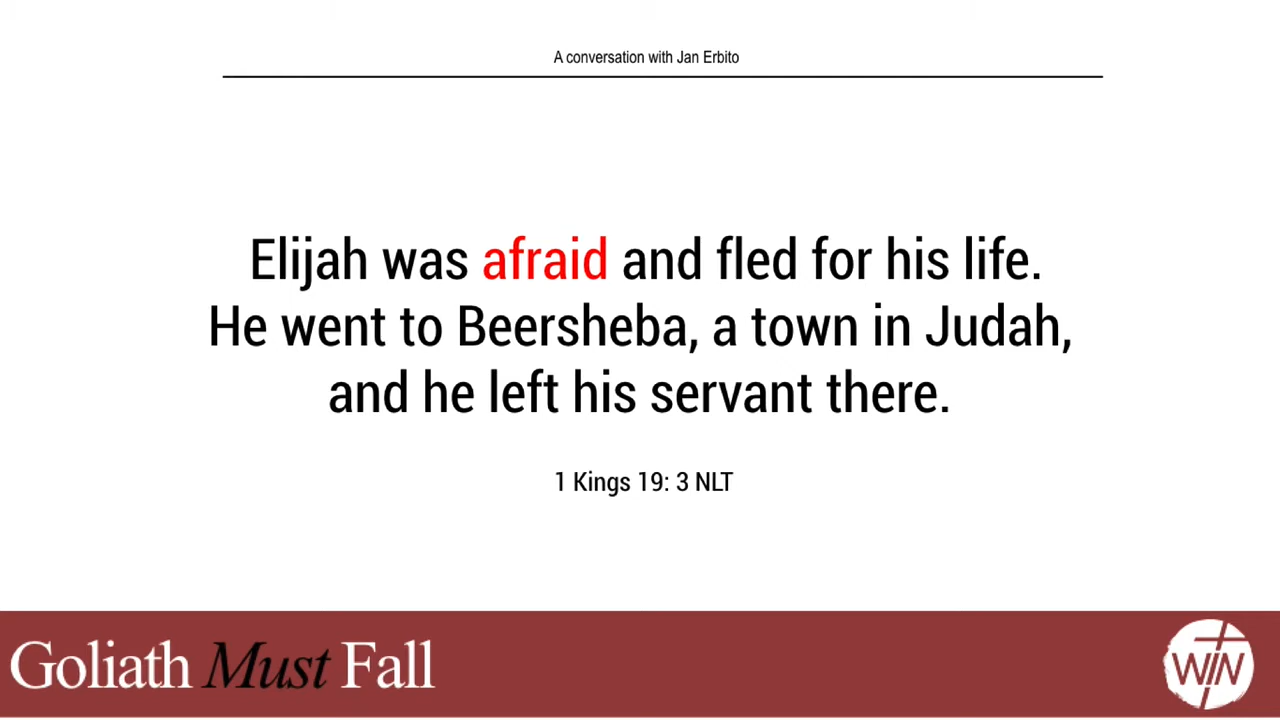 A conversation with Jan Erbito
Elijah was afraid and fled for his life.
He went to Beersheba, a town in Judah,
and he left his servant there.
1 Kings 19: 3 NLT
Goliath Must Fall
WIN